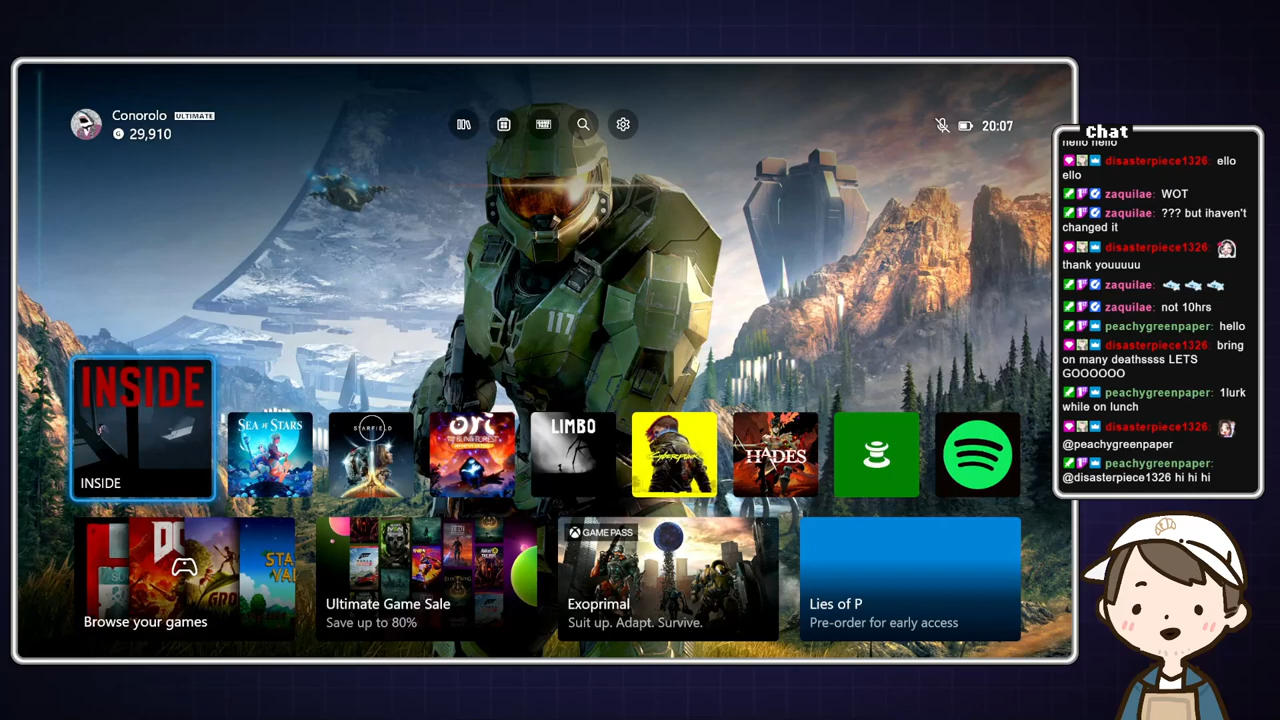 Conorolo ULTIMATE
G 29,910
20:07
117
INSIDE
INSIDE
SEA of STARS
STARFIELD
ori
LIMBO
Cyberpunk
HADES
STAR
Browse your games
Ultimate Game Sale
Save up to 80%
GAME PASS
Exoprimal
Suit up. Adapt. Survive.
Lies of P
Pre-order for early access
Chat
hello hello
disasterpiece1326: ello
ello
zaquilae: WOT
zaquilae: ??? but ihaven't
changed it
disasterpiece1326:
thank youuuuu
zaquilae:
zaquilae: not 10hrs
peachygreenpaper: hello
disasterpiece1326: bring
on many deathssss LETS
GOOOOOO
peachygreenpaper: 1lurk
while on lunch
disasterpiece1326:
@peachygreenpaper
peachygreenpaper:
@disasterpiece1326 hi hi hi